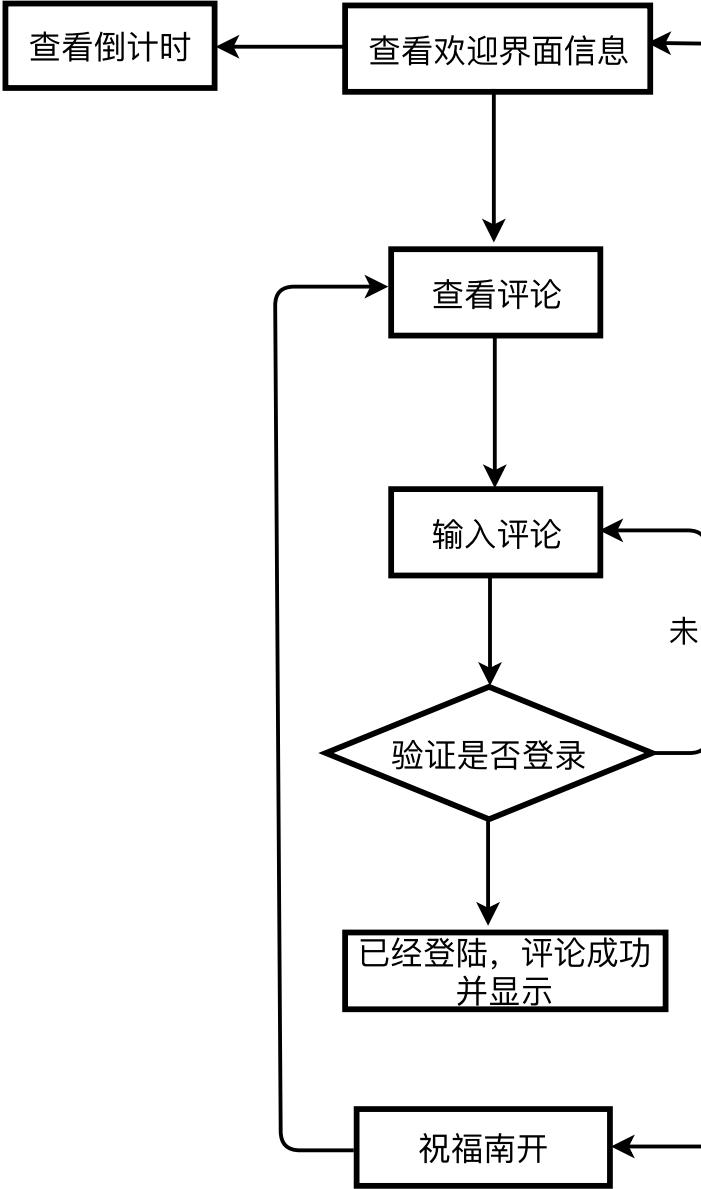 查看倒计时
查看欢迎界面信息
查看评论
输入评论
未
验证是否登录
已经登陆，评论成功
并显示
祝福南开